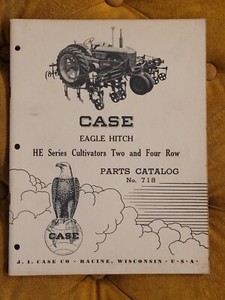 CASE
EAGLE HITCH
HE Series Cultivators Two and Four Row
PARTS CATALOG
No. 718
CASE
J. I. CASE CO - RACINE, WISCONSIN - U-S-A-